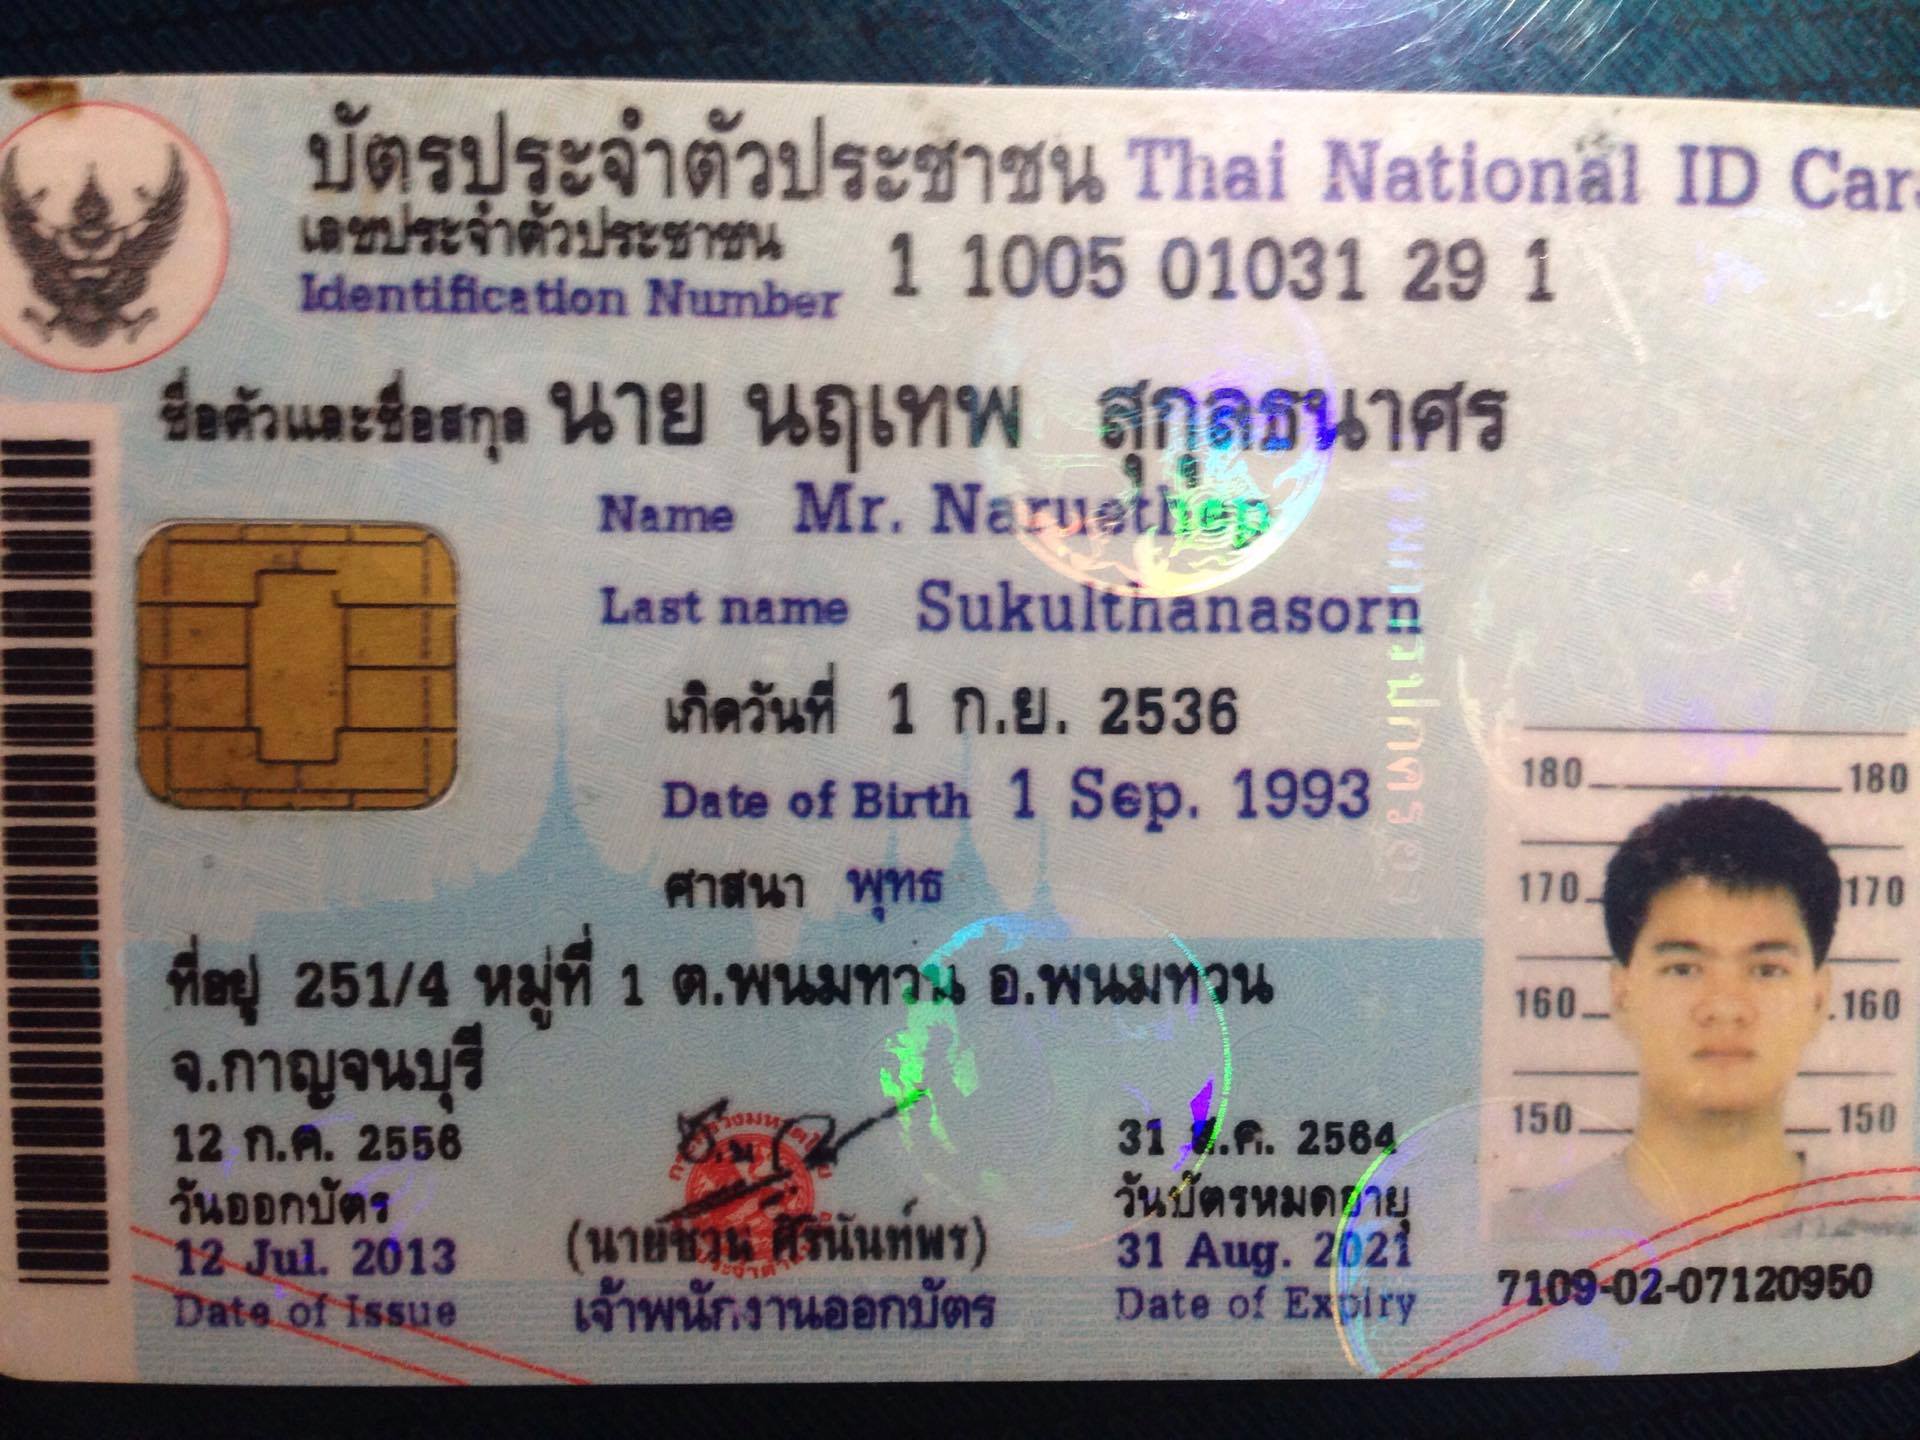 บัตรประจำตัวประชาชน Thai National ID Car
เลขประจำตัวประชาชน
Identification Number 1 1005 01031 29 1
ชื่อตัวและชื่อสกุล นาย นฤเทพ สุกุลธนาศร
Name Mr. Naruethep
Last name Sukulthanasorn
เกิดวันที่ 1 ก.ย. 2536
Date of Birth 1 Sep. 1993
ศาสนา พุทธ
ที่อยู่ 251/4 หมู่ที่ 1 ต.พนมทวน อ.พนมทวน
จ.กาญจนบุรี
12 ก.ค. 2556
วันออกบัตร
12 Jul. 2013
Date of Issue
(นายชวน ศิรินันท์พร)
เจ้าพนักงานออกบัตร
31 ส.ค. 2564
วันบัตรหมดอายุ
31 Aug. 2021
Date of Expiry
180 180
170 170
160 160
150 150
7109-02-07120950